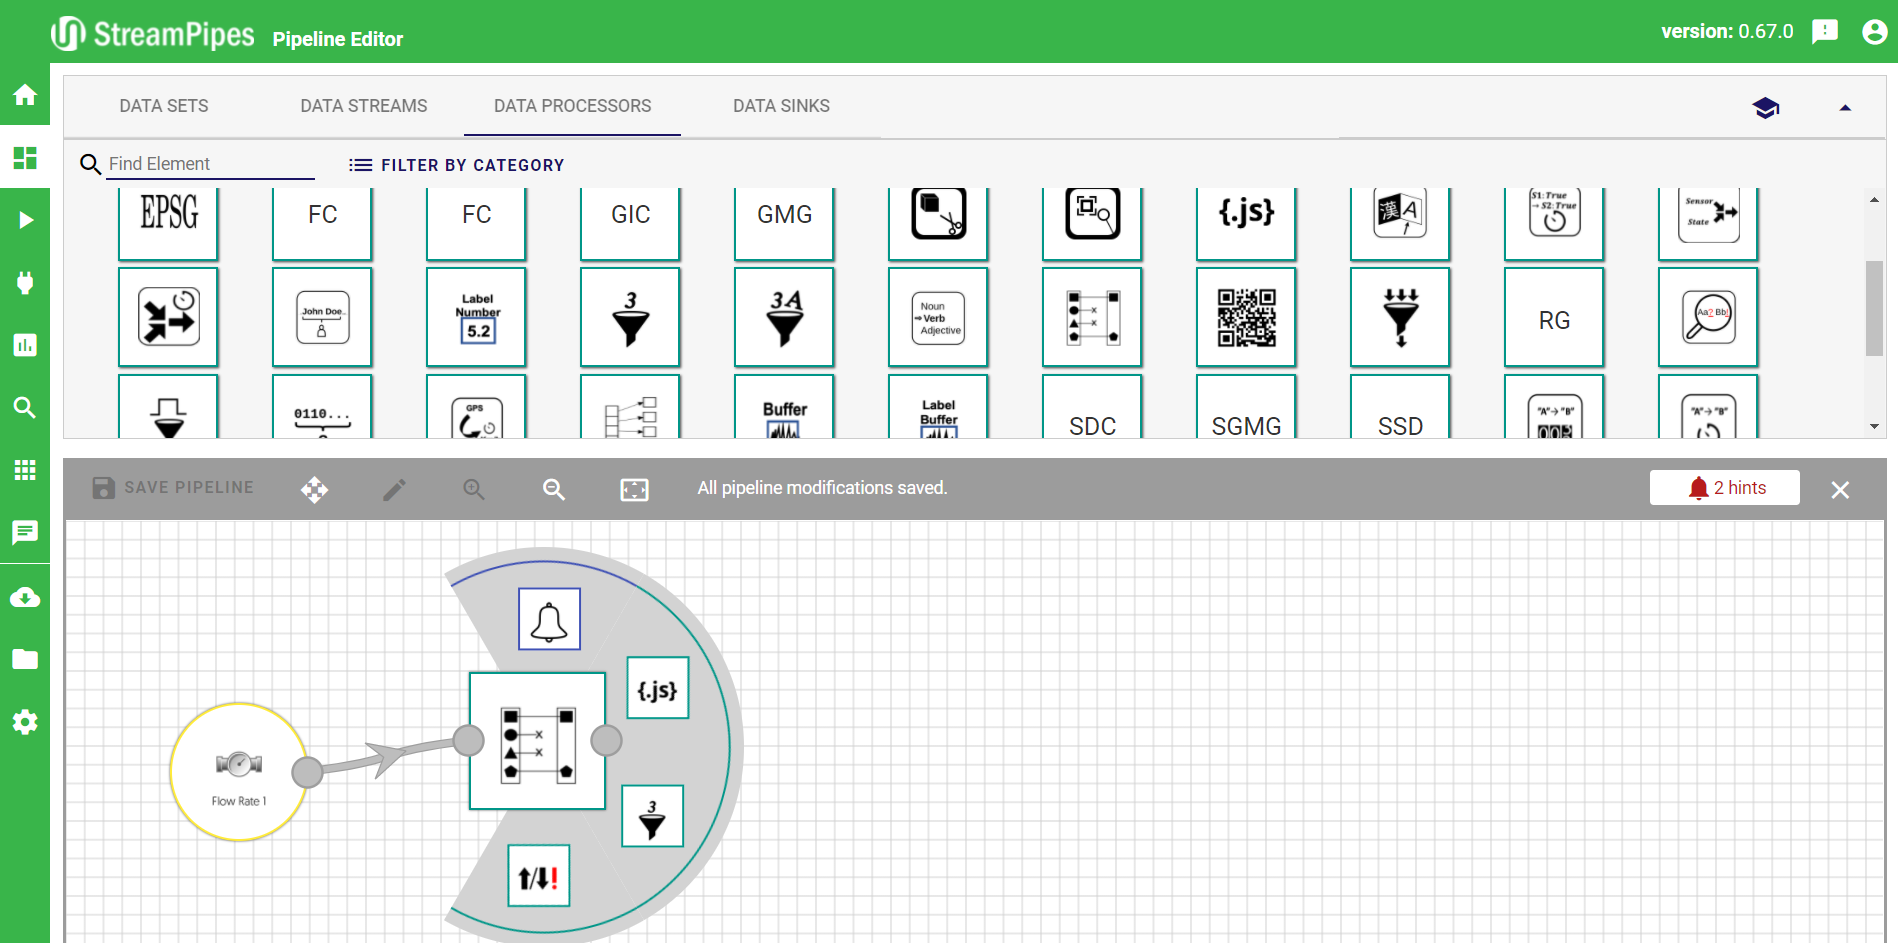 StreamPipes Pipeline Editor
version: 0.67.0
DATA SETS DATA STREAMS DATA PROCESSORS DATA SINKS
Find Element FILTER BY CATEGORY
EPSG FC FC GIC GMG {.js} 漢 A S1:True → S2:True Sensor State
John Doe.. Label Number 5.2 3 3A Noun ⇒Verb Adjective RG Aa? Bb!
0110... GPS Buffer Label Buffer SDC SGMG SSD "A"→"B" "A"→"B"
SAVE PIPELINE All pipeline modifications saved. 2 hints
{.js}
Flow Rate 1
3